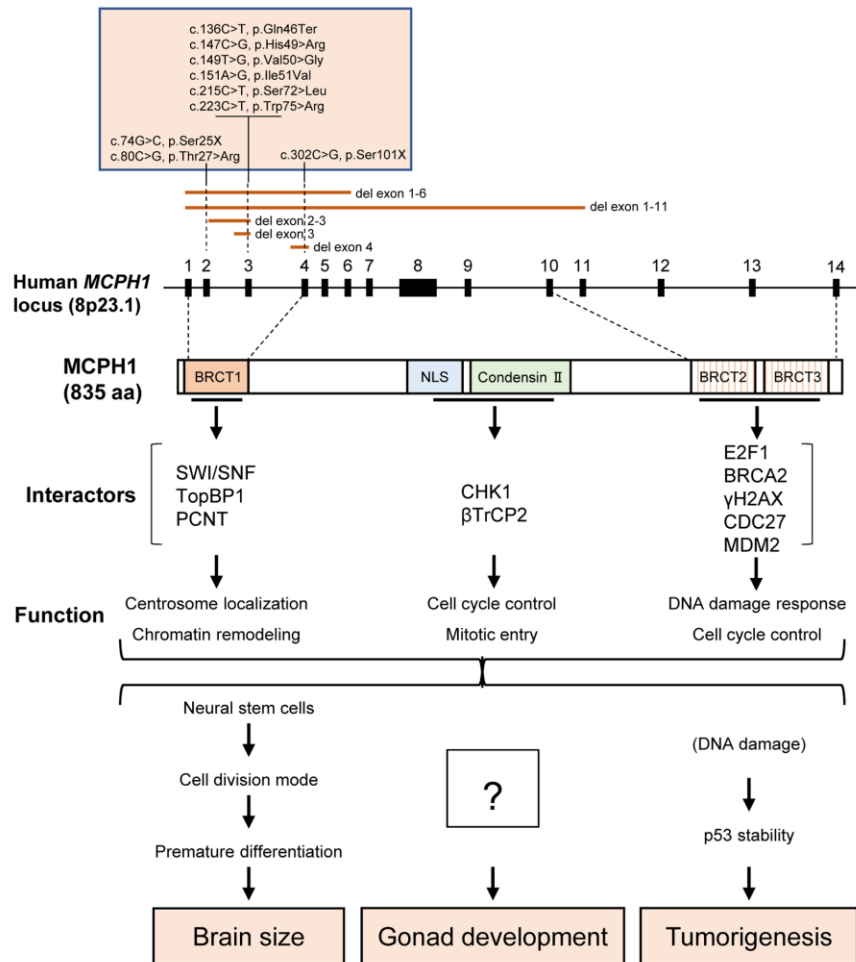 c.136C>T, p.Gln46Ter
c.147C>G, p.His49>Arg
c.149T>G, p.Val50>Gly
c.151A>G, p.Ile51Val
c.215C>T, p.Ser72>Leu
c.223C>T, p.Trp75>Arg
c.74G>C, p.Ser25X
c.80C>G, p.Thr27>Arg
c.302C>G, p.Ser101X
del exon 1-6
del exon 1-11
del exon 2-3
del exon 3
del exon 4
1 2 3 4 5 6 7 8 9 10 11 12 13 14
Human MCPH1
locus (8p23.1)
MCPH1
(835 aa)
BRCT1 NLS Condensin Ⅱ BRCT2 BRCT3
Interactors
SWI/SNF
TopBP1
PCNT
CHK1
βTrCP2
E2F1
BRCA2
γH2AX
CDC27
MDM2
Function
Centrosome localization
Chromatin remodeling
Cell cycle control
Mitotic entry
DNA damage response
Cell cycle control
Neural stem cells
Cell division mode
Premature differentiation
Brain size
?
Gonad development
(DNA damage)
p53 stability
Tumorigenesis